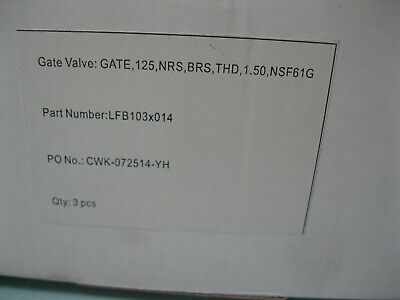 Gate Valve: GATE,125,NRS,BRS,THD,1.50,NSF61G
Part Number:LFB103x014
PO No.: CWK-072514-YH
Qty: 3 pcs